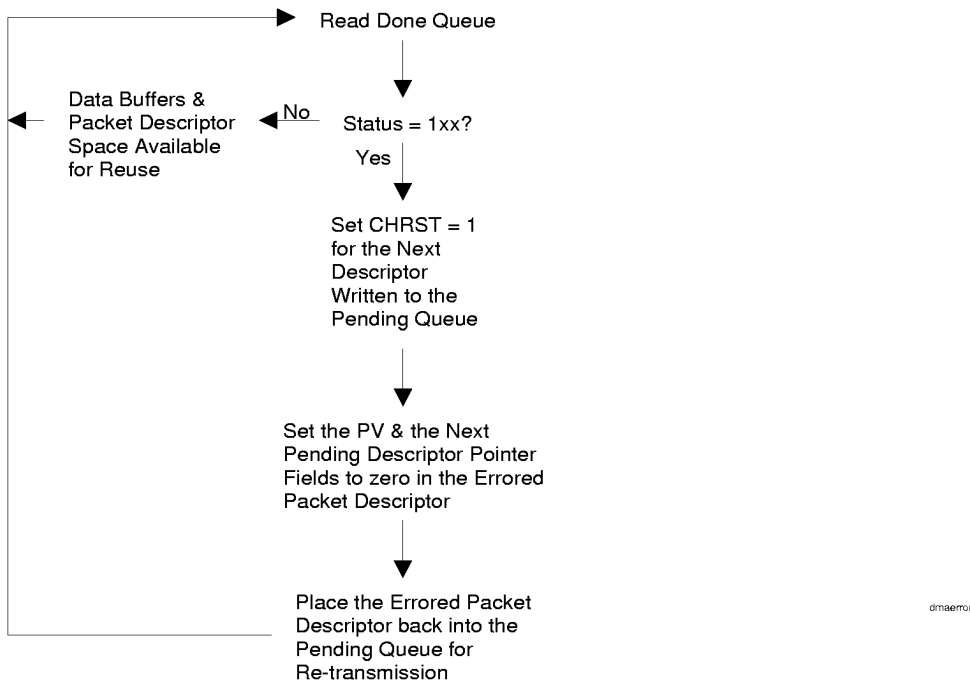 Read Done Queue
Data Buffers &
Packet Descriptor
Space Available
for Reuse
No
Status = 1xx?
Yes
Set CHRST = 1
for the Next
Descriptor
Written to the
Pending Queue
Set the PV & the Next
Pending Descriptor Pointer
Fields to zero in the Errored
Packet Descriptor
Place the Errored Packet
Descriptor back into the
Pending Queue for
Re-transmission
dmaerror